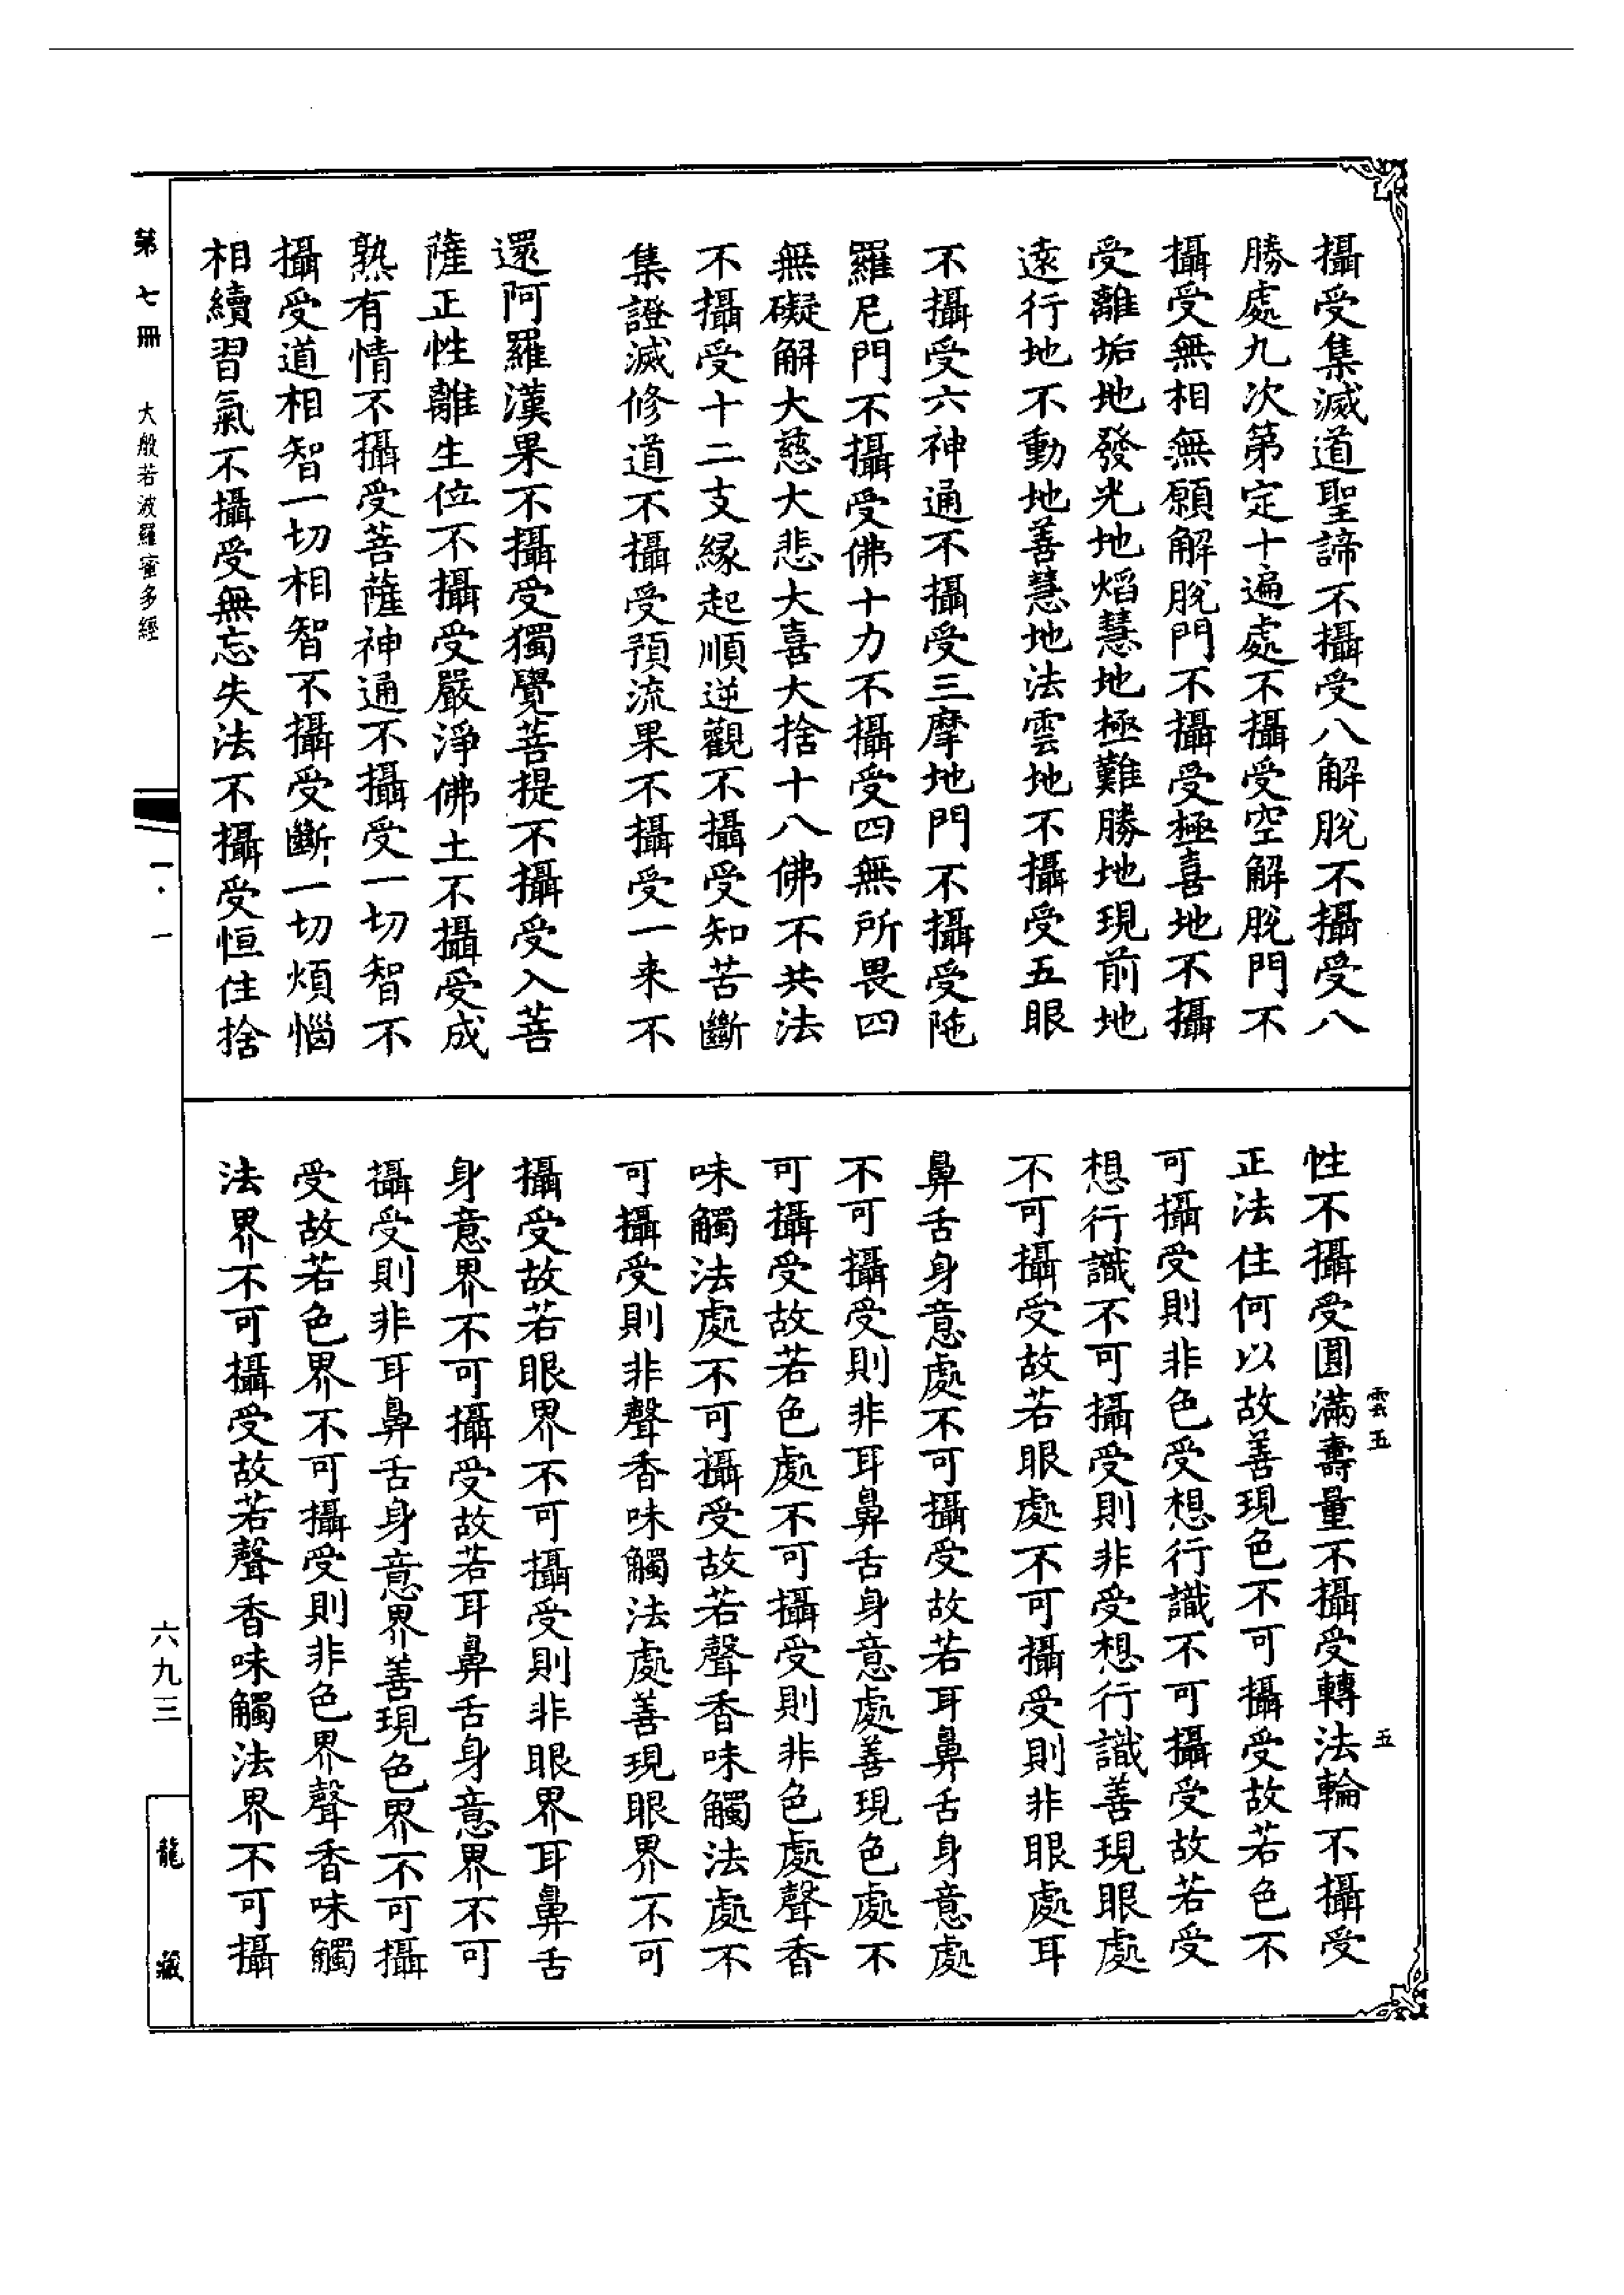 攝受集滅道聖諦不攝受八解脫不攝受八
勝處九次第定十遍處不攝受空解脫門不
攝受無相無願解脫門不攝受極喜地不攝
受離垢地發光地焰慧地極難勝地現前地
遠行地不動地善慧地法雲地不攝受五眼
不攝受六神通不攝受三摩地門不攝受陀
羅尼門不攝受佛十力不攝受四無所畏四
無礙解大慈大悲大喜大捨十八佛不共法
不攝受十二支緣起順逆觀不攝受知苦斷
集證滅修道不攝受預流果不攝受一來不
還阿羅漢果不攝受獨覺菩提不攝受入菩
薩正性離生位不攝受嚴淨佛土不攝受成
熟有情不攝受菩薩神通不攝受一切智不
攝受道相智一切相智不攝受斷一切煩惱
相續習氣不攝受無忘失法不攝受恒住捨
性不攝受圓滿壽量不攝受轉法輪不攝受
正法住何以故善現色不可攝受故若色不
可攝受則非色受想行識不可攝受故若受
想行識不可攝受則非受想行識善現眼處
不可攝受故若眼處不可攝受則非眼處耳
鼻舌身意處不可攝受故若耳鼻舌身意處
不可攝受則非耳鼻舌身意處善現色處不
可攝受故若色處不可攝受則非色處聲香
味觸法處不可攝受故若聲香味觸法處不
可攝受則非聲香味觸法處善現眼界不可
攝受故若眼界不可攝受則非眼界耳鼻舌
身意界不可攝受故若耳鼻舌身意界不可
攝受則非耳鼻舌身意界善現色界不可攝
受故若色界不可攝受則非色界聲香味觸
法界不可攝受故若聲香味觸法界不可攝
雲五
五
第七冊 大般若波羅蜜多經
一·一
六九三
龍藏